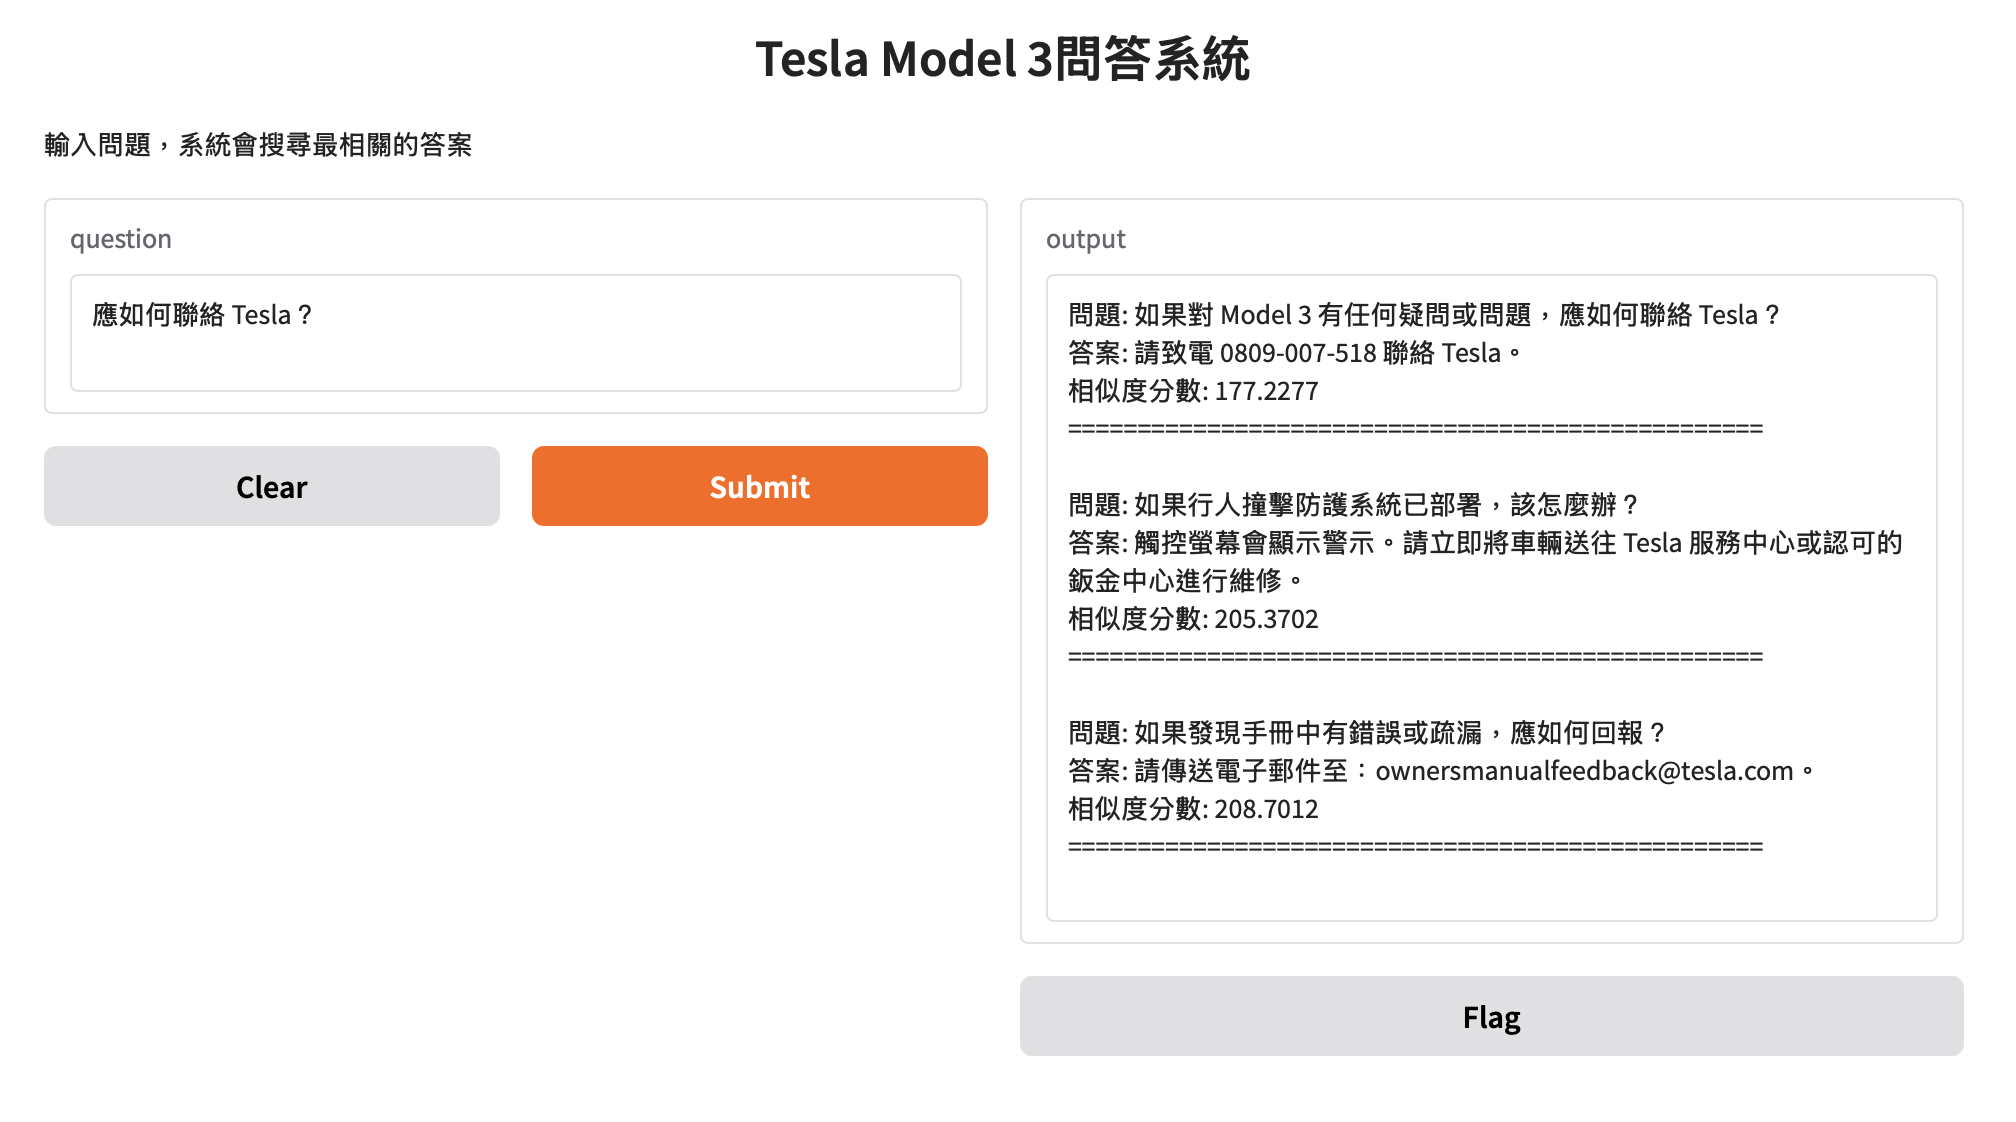 Tesla Model 3問答系統
輸入問題，系統會搜尋最相關的答案
question
應如何聯絡 Tesla？
Clear
Submit
output
問題: 如果對 Model 3 有任何疑問或問題，應如何聯絡 Tesla？
答案: 請致電 0809-007-518 聯絡 Tesla。
相似度分數: 177.2277
==================================================
問題: 如果行人撞擊防護系統已部署，該怎麼辦？
答案: 觸控螢幕會顯示警示。請立即將車輛送往 Tesla 服務中心或認可的
鈑金中心進行維修。
相似度分數: 205.3702
==================================================
問題: 如果發現手冊中有錯誤或疏漏，應如何回報？
答案: 請傳送電子郵件至：ownersmanualfeedback@tesla.com。
相似度分數: 208.7012
==================================================
Flag